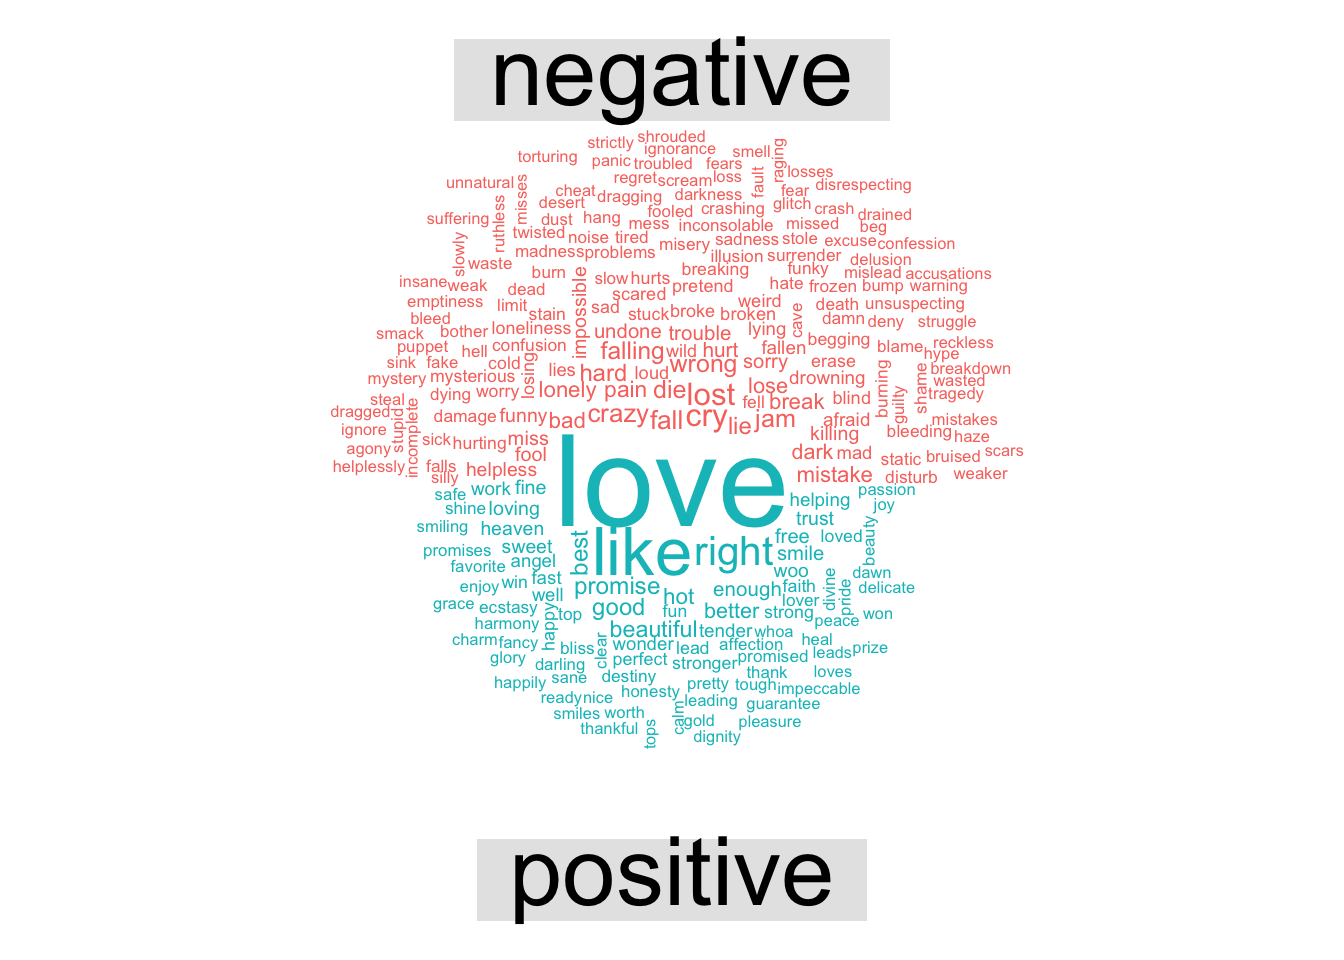 negative
strictly shrouded
ignorance smell raging
torturing panic troubled fears losses
unnatural misses regret scream loss fault disrespecting
cheat dragging darkness fear
desert fooled crashing glitch crash drained
suffering ruthless dust hang mess inconsolable missed beg
twisted noise tired misery sadness stole excuse confession
slowly madness problems illusion surrender delusion
waste burn slow hurts breaking funky mislead accusations
insane weak dead impossible scared pretend hate frozen bump warning
emptiness limit sad weird death unsuspecting
bleed stain stuck broke broken cave damn deny struggle
smack bother loneliness undone trouble lying begging reckless
puppet hell confusion falling wild hurt fallen blame hype
sink fake cold losing lies hard loud wrong sorry erase breakdown
mystery mysterious lonely pain die lost lose drowning burning shame wasted
steal dying worry fell break blind guilty tragedy
dragged stupid incomplete damage funny bad crazy fall cry lie jam afraid mistakes
ignore sick hurting miss killing bleeding haze
agony fool dark mad static bruised scars
helplessly falls helpless mistake disturb weaker
silly
love
safe work fine helping passion
shine loving trust joy
smiling heaven free loved beauty
promises sweet best like right smile
favorite angel woo dawn
enjoy win fast promise enough faith divine pride delicate
well hot lover
grace ecstasy happy top good fun better strong peace won
harmony beautiful tender whoa heal
charm fancy bliss clear wonder lead affection leads prize
glory darling perfect stronger promised
happily sane destiny thank loves
ready nice honesty pretty tough impeccable
smiles worth calm leading guarantee
thankful tops gold pleasure
dignity
positive